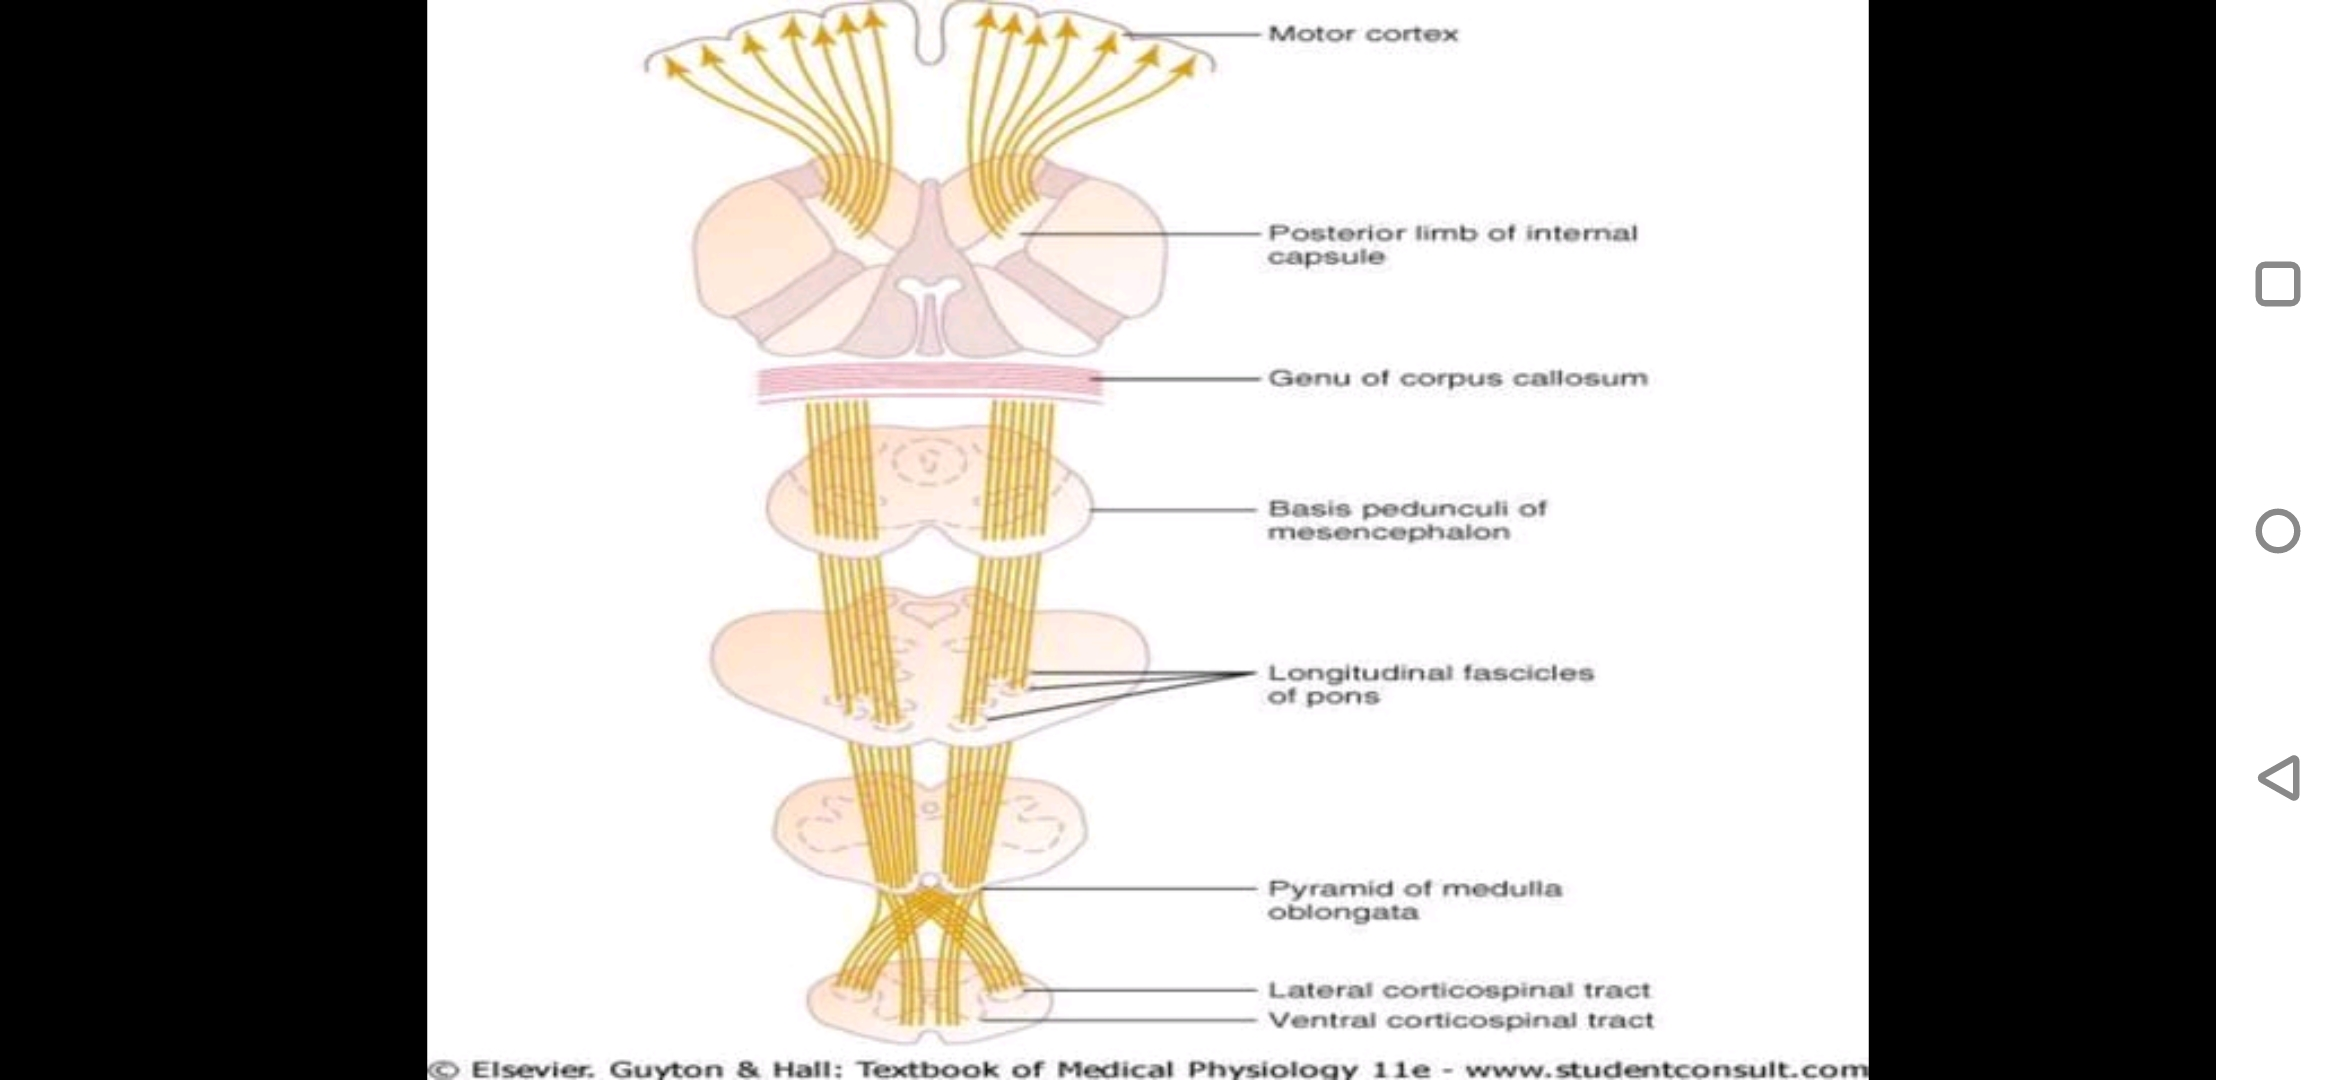 Motor cortex
Posterior limb of internal
capsule
Genu of corpus callosum
Basis pedunculi of
mesencephalon
Longitudinal fascicles
of pons
Pyramid of medulla
oblongata
Lateral corticospinal tract
Ventral corticospinal tract
© Elsevier. Guyton & Hall: Textbook of Medical Physiology 11e - www.studentconsult.com